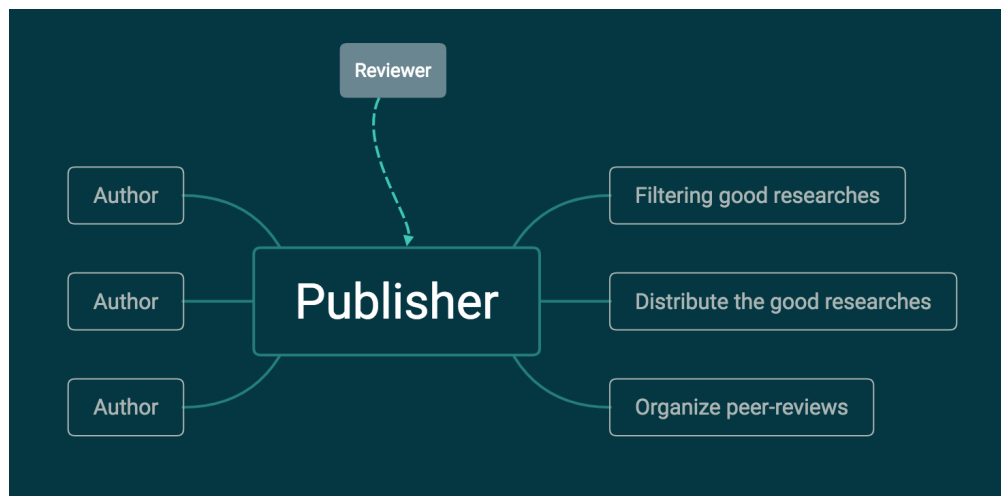 Reviewer
Author
Filtering good researches
Author
Publisher
Distribute the good researches
Author
Organize peer-reviews